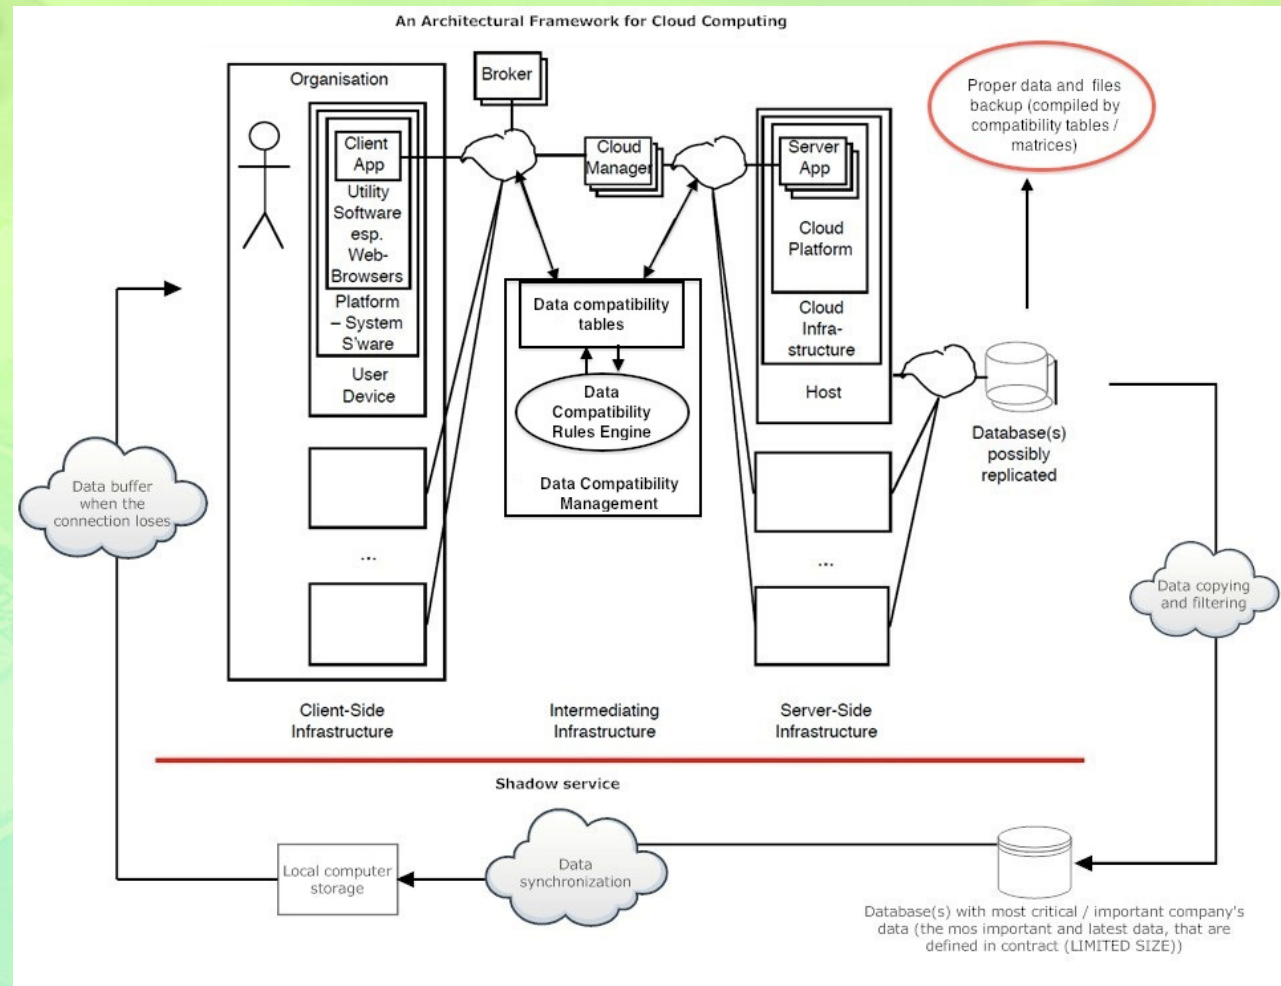 An Architectural Framework for Cloud Computing
Organisation
Client
App
Utility
Software
esp.
Web-
Browsers
Platform
– System
S'ware
User
Device
...
Client-Side
Infrastructure
Broker
Cloud
Manager
Data compatibility
tables
Data
Compatibility
Rules Engine
Data Compatibility
Management
Intermediating
Infrastructure
Server
App
Cloud
Platform
Cloud
Infra-
structure
Host
...
Server-Side
Infrastructure
Proper data and files
backup (compiled by
compatibility tables /
matrices)
Database(s)
possibly
replicated
Data buffer
when the
connection loses
Data copying
and filtering
Shadow service
Local computer
storage
Data
synchronization
Database(s) with most critical / important company's
data (the mos important and latest data, that are
defined in contract (LIMITED SIZE))